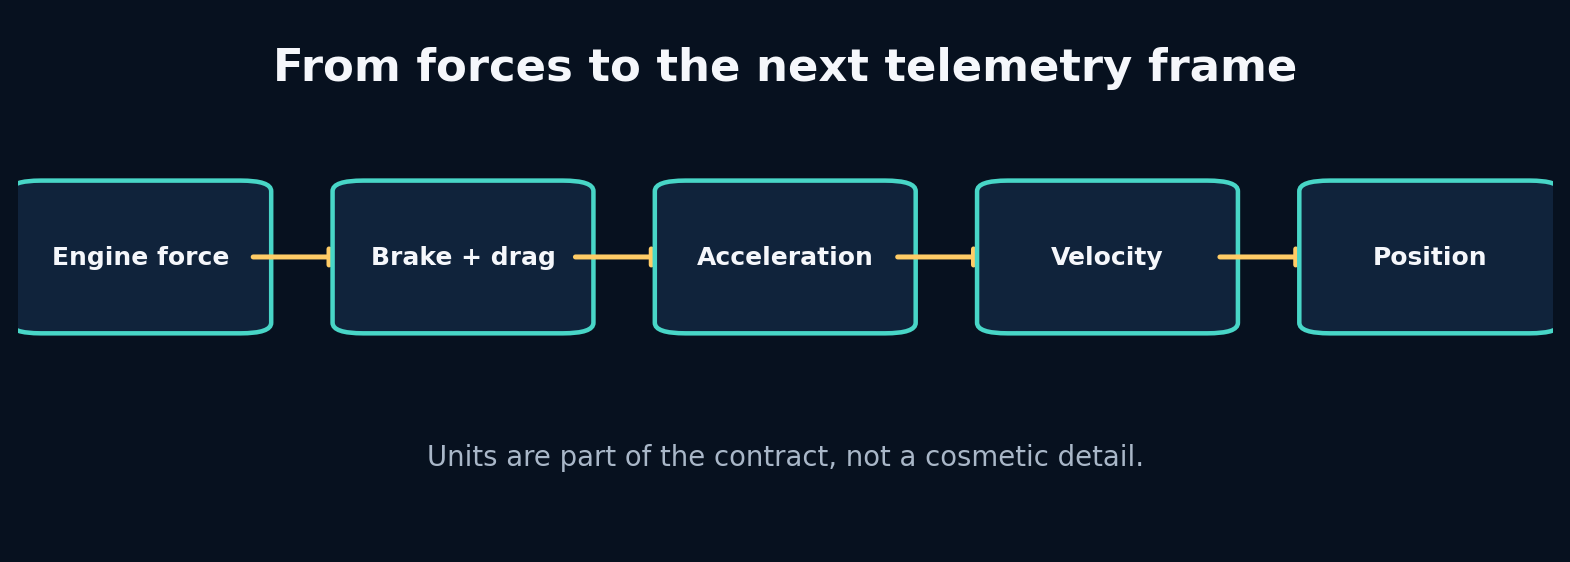 From forces to the next telemetry frame
Engine force
Brake + drag
Acceleration
Velocity
Position
Units are part of the contract, not a cosmetic detail.